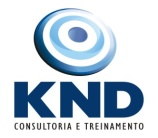 KND
CONSULTORIA E TREINAMENTO